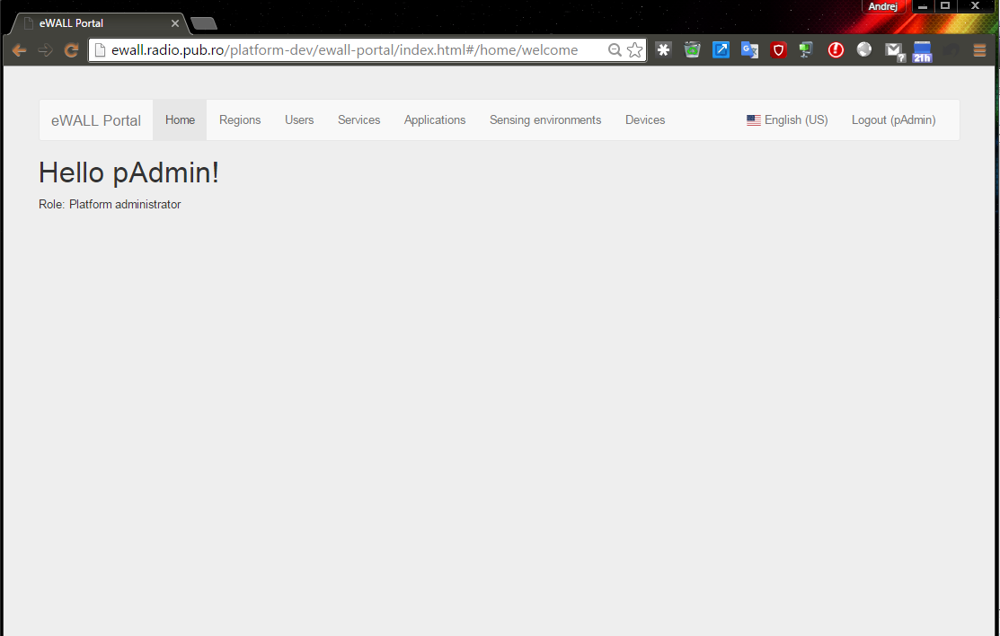 Andrej
eWALL Portal
ewall.radio.pub.ro/platform-dev/ewall-portal/index.html#/home/welcome
21h
eWALL Portal Home Regions Users Services Applications Sensing environments Devices English (US) Logout (pAdmin)
Hello pAdmin!
Role: Platform administrator